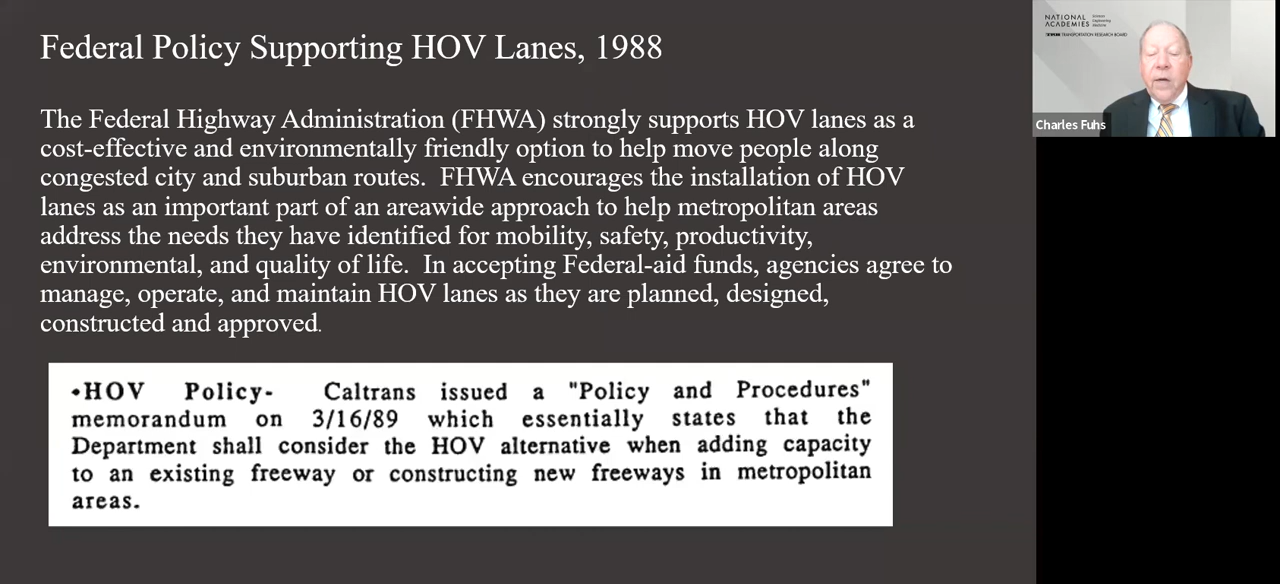 Federal Policy Supporting HOV Lanes, 1988
The Federal Highway Administration (FHWA) strongly supports HOV lanes as a
cost-effective and environmentally friendly option to help move people along
congested city and suburban routes. FHWA encourages the installation of HOV
lanes as an important part of an areawide approach to help metropolitan areas
address the needs they have identified for mobility, safety, productivity,
environmental, and quality of life. In accepting Federal-aid funds, agencies agree to
manage, operate, and maintain HOV lanes as they are planned, designed,
constructed and approved.
•HOV Policy- Caltrans issued a "Policy and Procedures"
memorandum on 3/16/89 which essentially states that the
Department shall consider the HOV alternative when adding capacity
to an existing freeway or constructing new freeways in metropolitan
areas.
NATIONAL
ACADEMIES
Sciences
Engineering
Medicine
TRANSPORTATION RESEARCH BOARD
Charles Fuhs